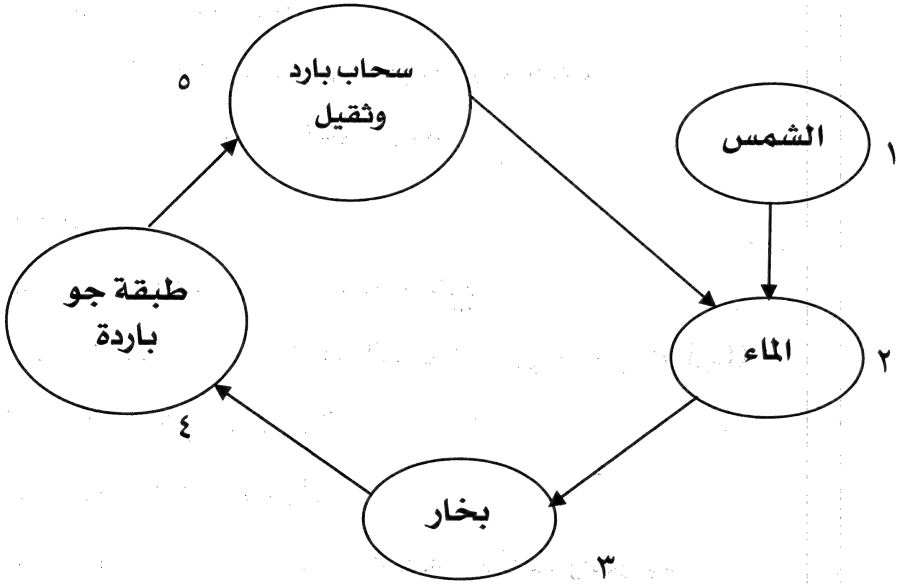 الشمس
١
الماء
٢
بخار
٣
طبقة جو
باردة
٤
سحاب بارد
وثقيل
٥